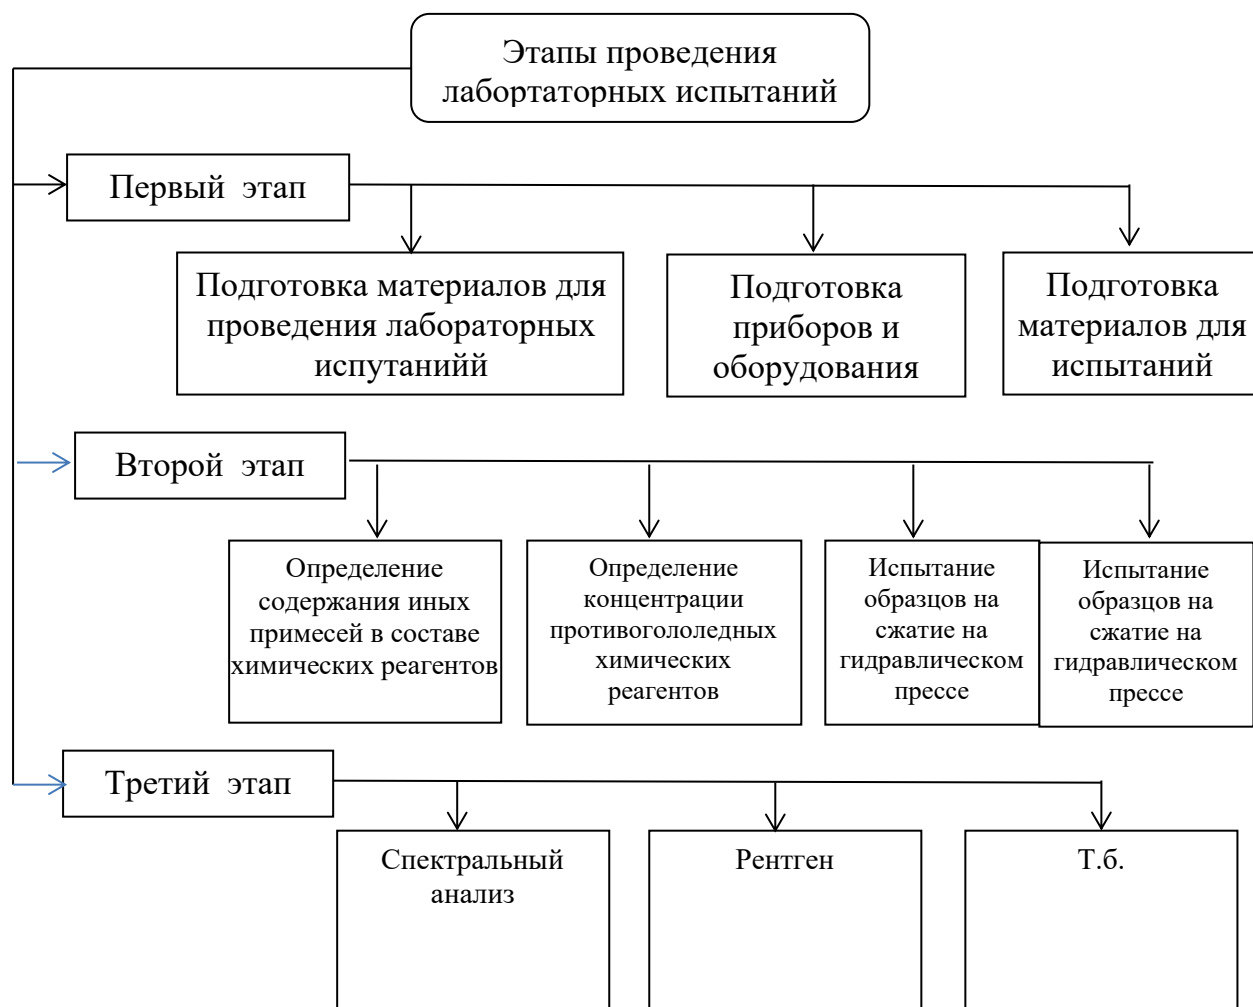 Этапы проведения
лабортаторных испытаний
Первый этап
Подготовка материалов для
проведения лабораторных
испутанийй
Подготовка
приборов и
оборудования
Подготовка
материалов для
испытаний
Второй этап
Определение
содержания иных
примесей в составе
химических реагентов
Определение
концентрации
противогололедных
химических
реагентов
Испытание
образцов на
сжатие на
гидравлическом
прессе
Испытание
образцов на
сжатие на
гидравлическом
прессе
Третий этап
Спектральный
анализ
Рентген
Т.б.